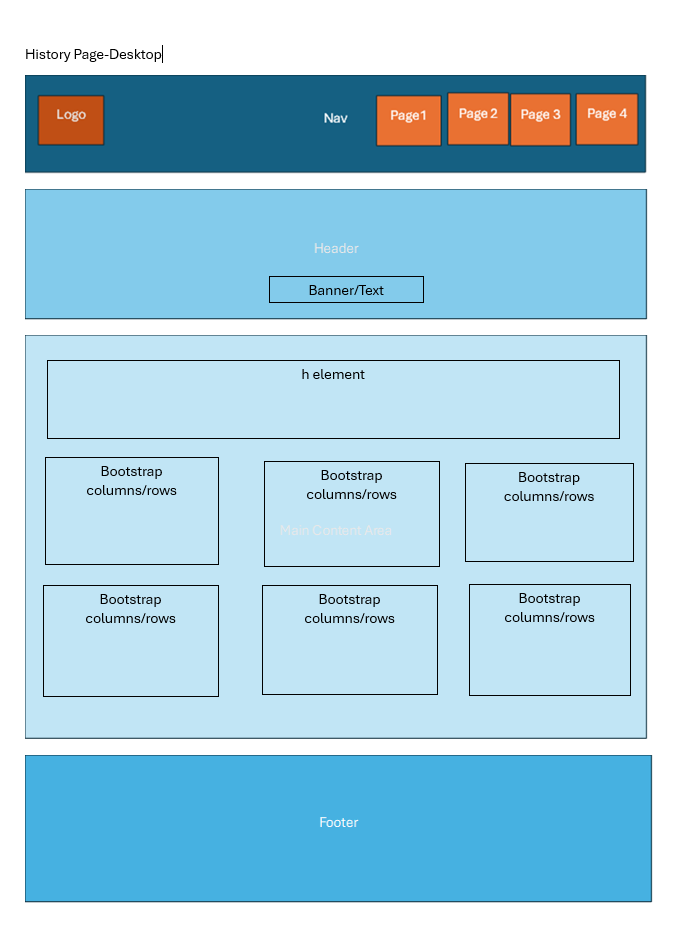 History Page-Desktop
Logo
Nav
Page1
Page 2
Page 3
Page 4
Header
Banner/Text
h element
Bootstrap
columns/rows
Bootstrap
columns/rows
Bootstrap
columns/rows
Main Content Area
Bootstrap
columns/rows
Bootstrap
columns/rows
Bootstrap
columns/rows
Footer